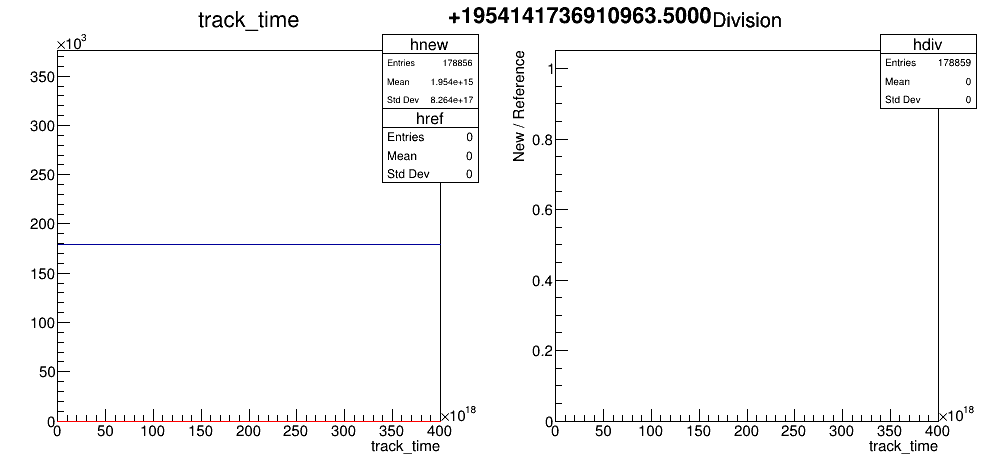 track_time
+1954141736910963.5000
Division
×10³
hnew
Entries 178856
Mean 1.954e+15
Std Dev 8.264e+17
href
Entries 0
Mean 0
Std Dev 0
350
300
250
200
150
100
50
0
0 50 100 150 200 250 300 350 400
×10¹⁸
track_time
hdiv
Entries 178859
Mean 0
Std Dev 0
New / Reference
1
0.8
0.6
0.4
0.2
0
0 50 100 150 200 250 300 350 400
×10¹⁸
track_time